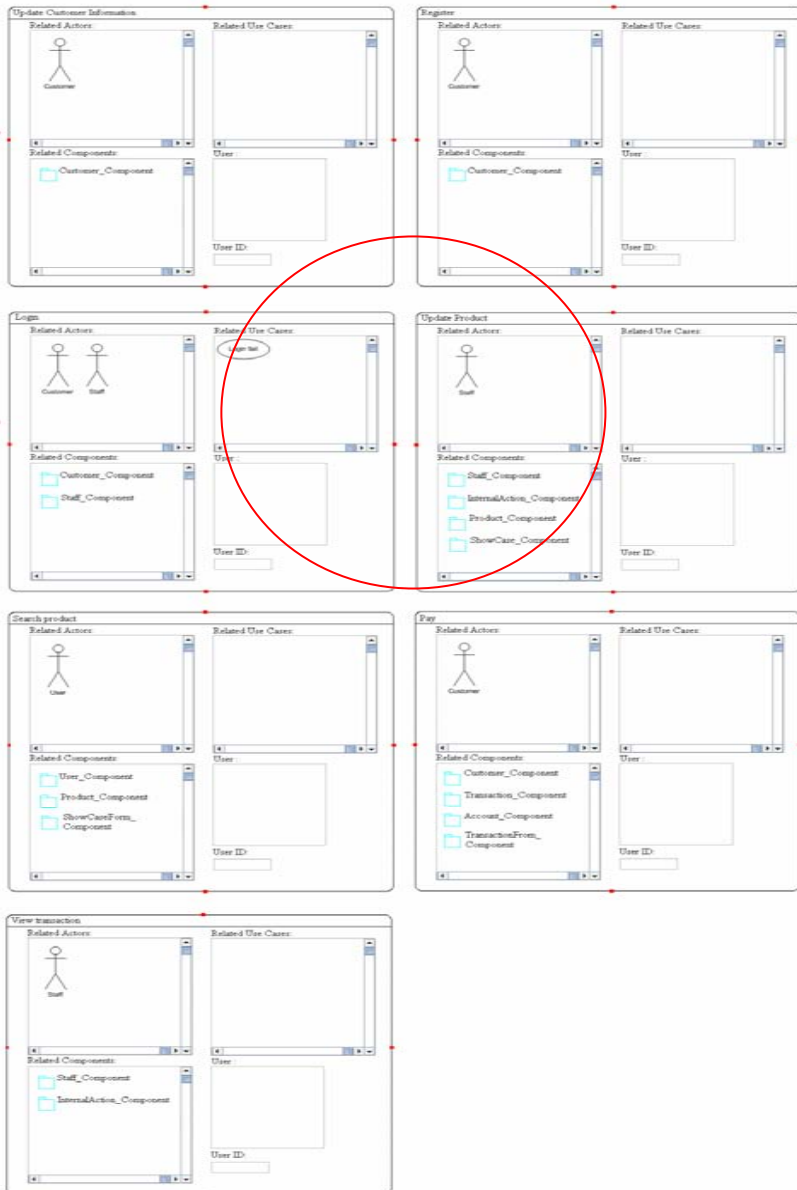 Update Customer Information
Related Actors:
Related Use Cases:
Customer
Related Components:
User :
Customer_Component
User ID:
Register
Related Actors:
Related Use Cases:
Customer
Related Components:
User :
Customer_Component
User ID:
Login
Related Actors:
Related Use Cases:
Customer
Staff
Related Components:
User :
Customer_Component
Staff_Component
User ID:
Update Product
Related Actors:
Related Use Cases:
Staff
Related Components:
User :
Staff_Component
InternalAction_Component
Product_Component
ShowCase_Component
User ID:
Search product
Related Actors:
Related Use Cases:
User
Related Components:
User :
User_Component
Product_Component
ShowCaseForm_
Component
User ID:
Pay
Related Actors:
Related Use Cases:
Customer
Related Components:
User :
Customer_Component
Transaction_Component
Account_Component
TransactionFrom_
Component
User ID:
View transaction
Related Actors:
Related Use Cases:
Staff
Related Components:
User :
Staff_Component
InternalAction_Component
User ID: